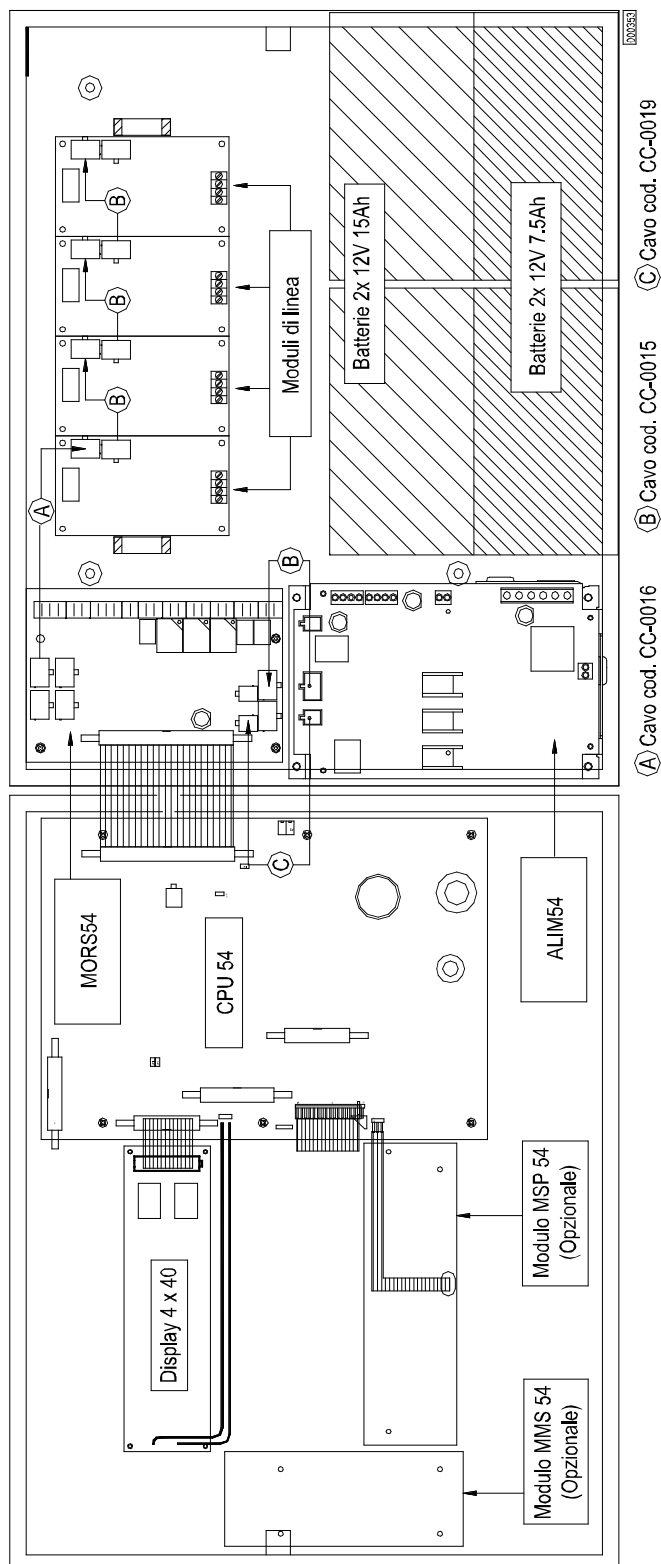 Display 4 x 40
CPU 54
MORS54
ALIM54
Modulo MMS 54
(Opzionale)
Modulo MSP 54
(Opzionale)
A
B
B
B
B
C
Moduli di linea
Batterie 2x 12V 15Ah
Batterie 2x 12V 7.5Ah
D00353
A Cavo cod. CC-0016
B Cavo cod. CC-0015
C Cavo cod. CC-0019